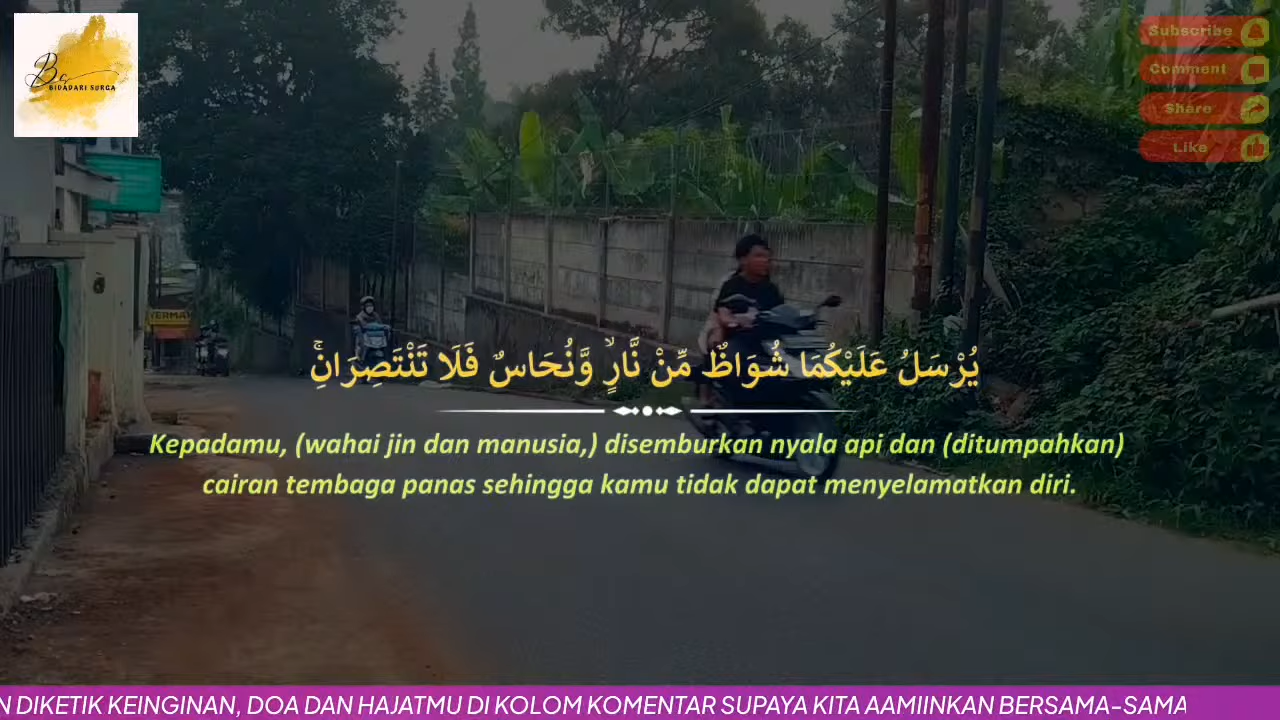 BIDADARI SURGA
Subscribe
Comment
Share
Like
يُرْسَلُ عَلَيْكُمَا شُوَاظٌ مِّنْ نَّارٍۙ وَّنُحَاسٌ فَلَا تَنْتَصِرَانِۚ
Kepadamu, (wahai jin dan manusia,) disemburkan nyala api dan (ditumpahkan)
cairan tembaga panas sehingga kamu tidak dapat menyelamatkan diri.
N DIKETIK KEINGINAN, DOA DAN HAJATMU DI KOLOM KOMENTAR SUPAYA KITA AAMIINKAN BERSAMA-SAMA